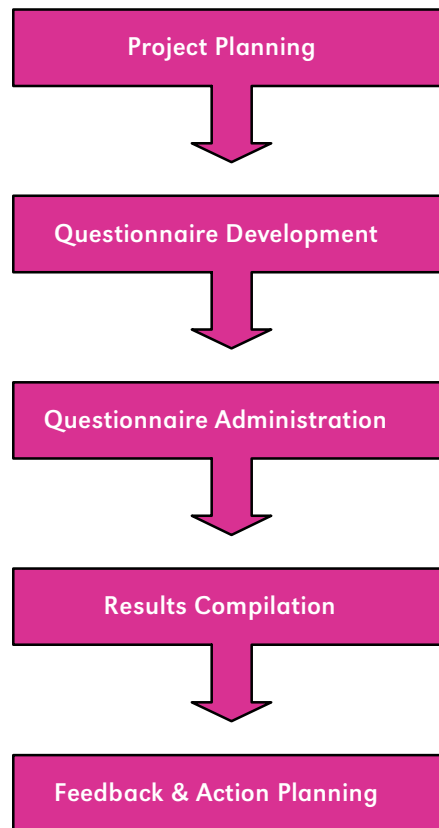 Project Planning
Questionnaire Development
Questionnaire Administration
Results Compilation
Feedback & Action Planning